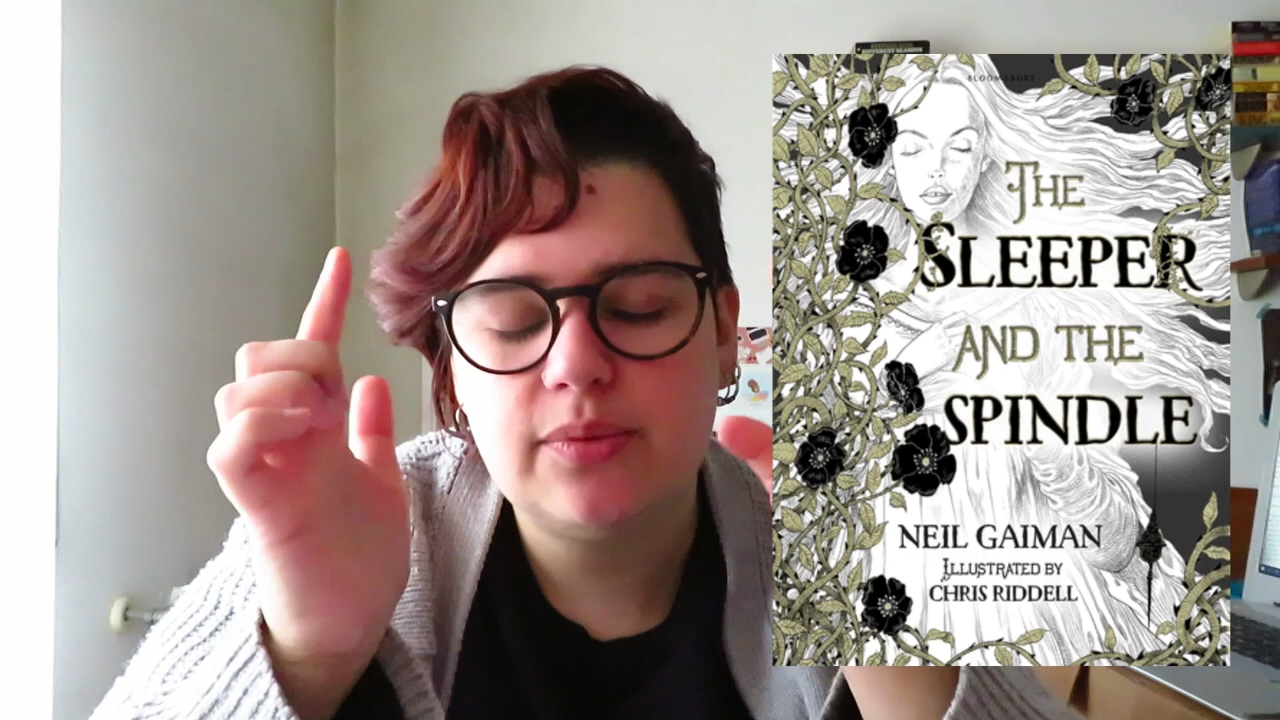 BLOOMSBURY
THE
SLEEPER
AND THE
SPINDLE
NEIL GAIMAN
ILLUSTRATED BY
CHRIS RIDDELL